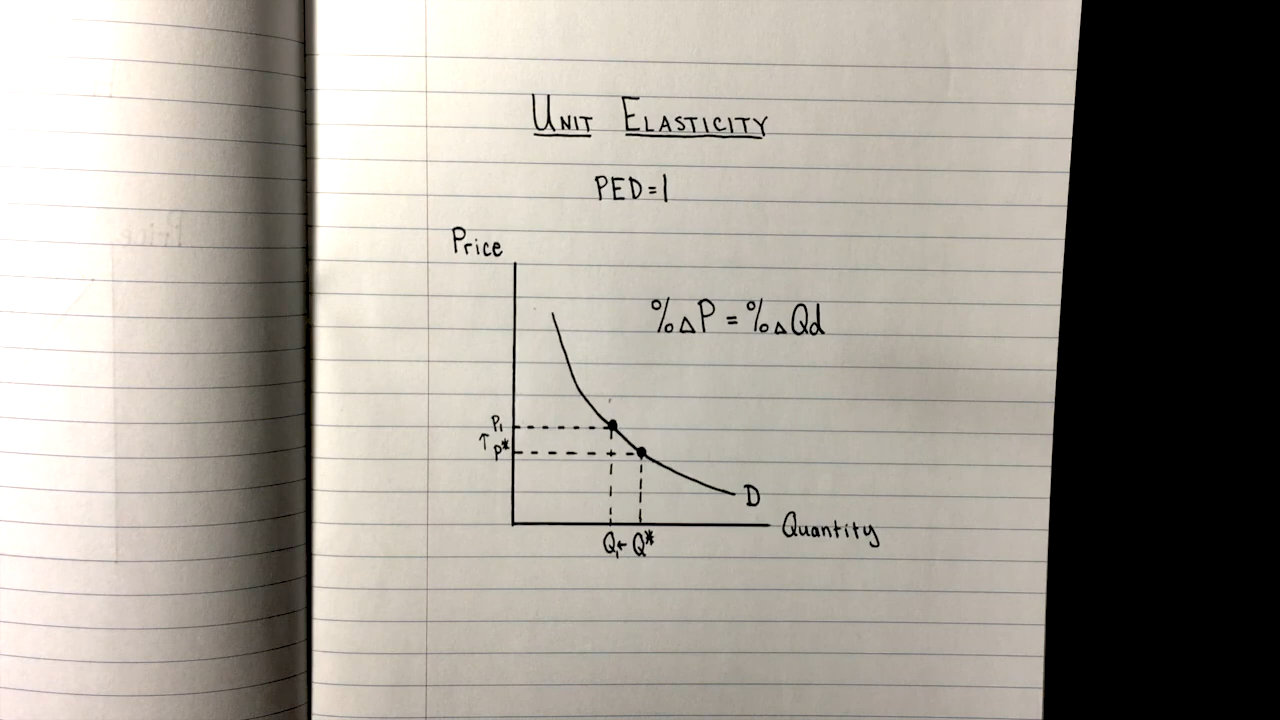 UNIT ELASTICITY
PED=1
Price
%ΔP = %ΔQd
P₁
↑ P*
D
Quantity
Q₁← Q*